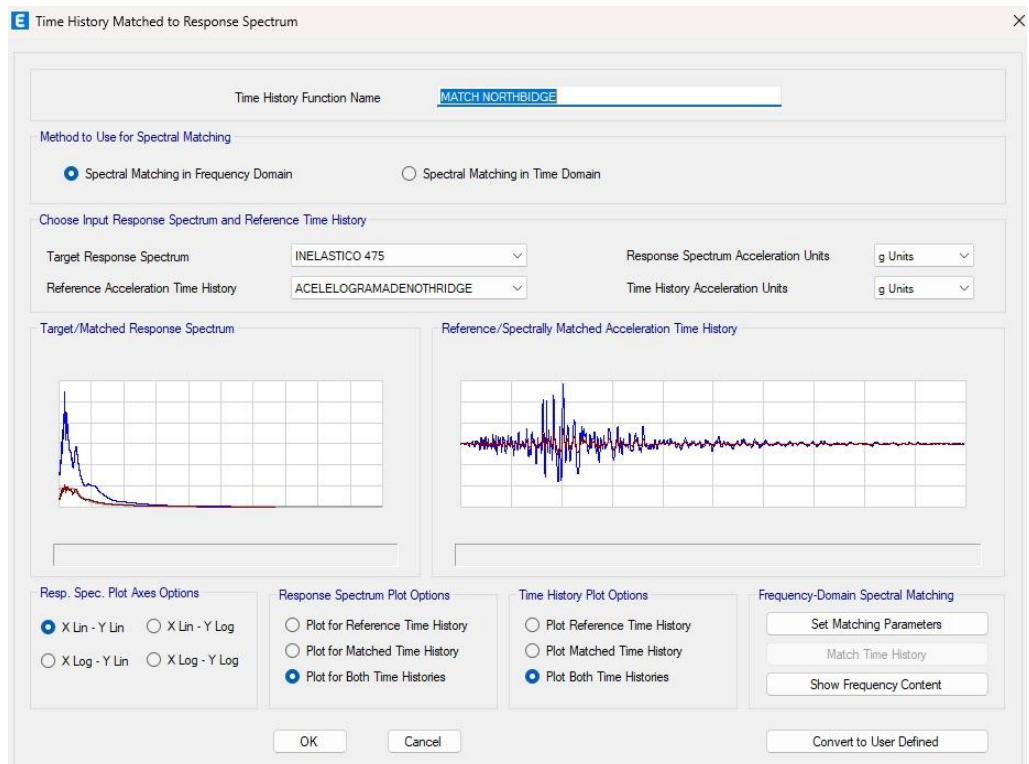 E Time History Matched to Response Spectrum
Time History Function Name MATCH NORTHBIDGE
Method to Use for Spectral Matching
Spectral Matching in Frequency Domain Spectral Matching in Time Domain
Choose Input Response Spectrum and Reference Time History
Target Response Spectrum INELASTICO 475 Response Spectrum Acceleration Units g Units
Reference Acceleration Time History ACELELOGRAMADENOTHRIDGE Time History Acceleration Units g Units
Target/Matched Response Spectrum Reference/Spectrally Matched Acceleration Time History
Resp. Spec. Plot Axes Options
X Lin - Y Lin X Lin - Y Log
X Log - Y Lin X Log - Y Log
Response Spectrum Plot Options
Plot for Reference Time History
Plot for Matched Time History
Plot for Both Time Histories
Time History Plot Options
Plot Reference Time History
Plot Matched Time History
Plot Both Time Histories
Frequency-Domain Spectral Matching
Set Matching Parameters
Match Time History
Show Frequency Content
OK Cancel Convert to User Defined